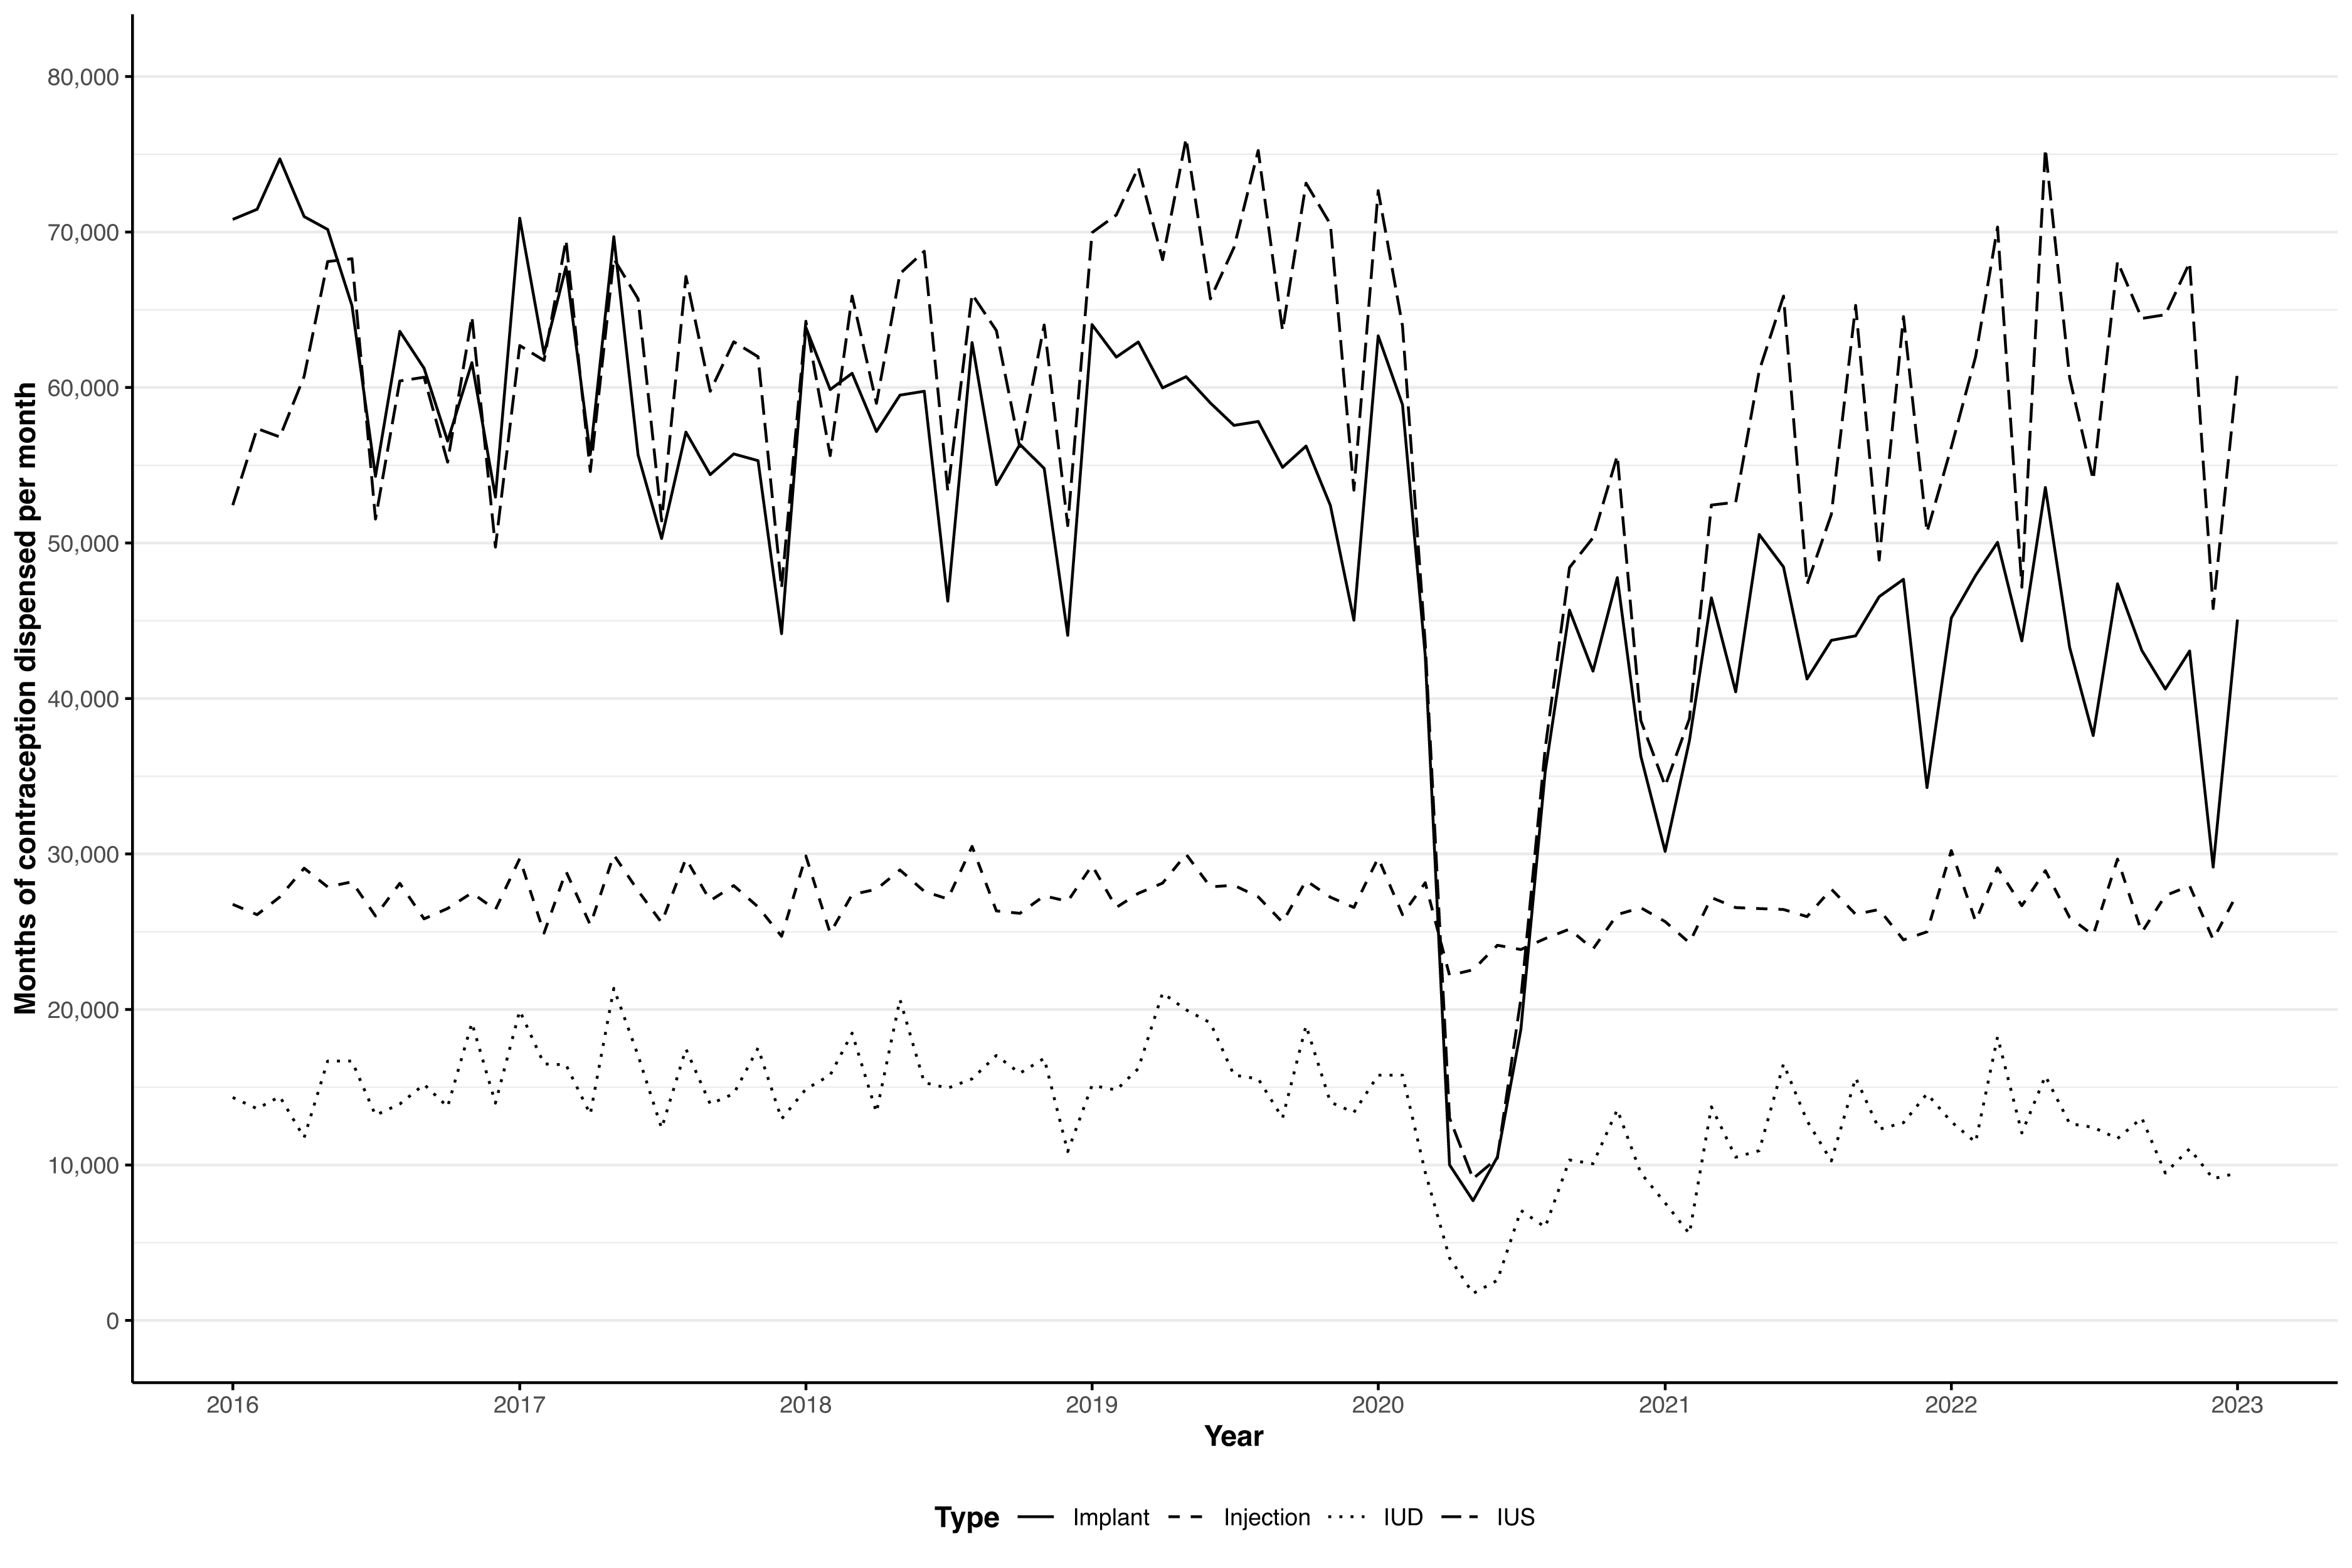 Months of contraception dispensed per month
80,000
70,000
60,000
50,000
40,000
30,000
20,000
10,000
0
2016 2017 2018 2019 2020 2021 2022 2023
Year
Type Implant Injection IUD IUS